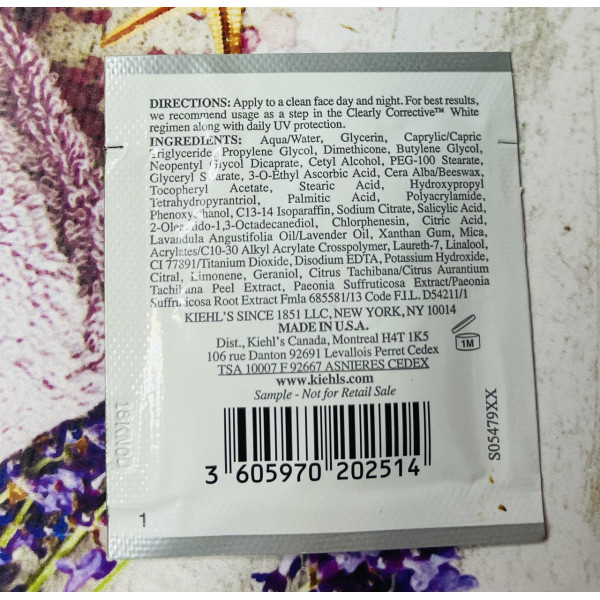 DIRECTIONS: Apply to a clean face day and night. For best results,
we recommend usage as a step in the Clearly Corrective™ White
regimen along with daily UV protection.
INGREDIENTS: Aqua/Water, Glycerin, Caprylic/Capric
Triglyceride, Propylene Glycol, Dimethicone, Butylene Glycol,
Neopentyl Glycol Dicaprate, Cetyl Alcohol, PEG-100 Stearate,
Glyceryl Stearate, 3-O-Ethyl Ascorbic Acid, Cera Alba/Beeswax,
Tocopheryl Acetate, Stearic Acid, Hydroxypropyl
Tetrahydropyrantriol, Palmitic Acid, Polyacrylamide,
Phenoxyethanol, C13-14 Isoparaffin, Sodium Citrate, Salicylic Acid,
2-Oleamido-1,3-Octadecanediol, Chlorphenesin, Citric Acid,
Lavandula Angustifolia Oil/Lavender Oil, Xanthan Gum, Mica,
Acrylates/C10-30 Alkyl Acrylate Crosspolymer, Laureth-7, Linalool,
CI 77891/Titanium Dioxide, Disodium EDTA, Potassium Hydroxide,
Citral, Limonene, Geraniol, Citrus Tachibana/Citrus Aurantium
Tachibana Peel Extract, Paeonia Suffruticosa Extract/Paeonia
Suffruticosa Root Extract Fmla 685581/13 Code F.I.L. D54211/1
KIEHL'S SINCE 1851 LLC, NEW YORK, NY 10014
MADE IN U.S.A.
Dist., Kiehl's Canada, Montreal H4T 1K5
106 rue Danton 92691 Levallois Perret Cedex
TSA 10007 F 92667 ASNIERES CEDEX
www.kiehls.com
Sample - Not for Retail Sale
1M
S05479XX
3 605970 202514
1